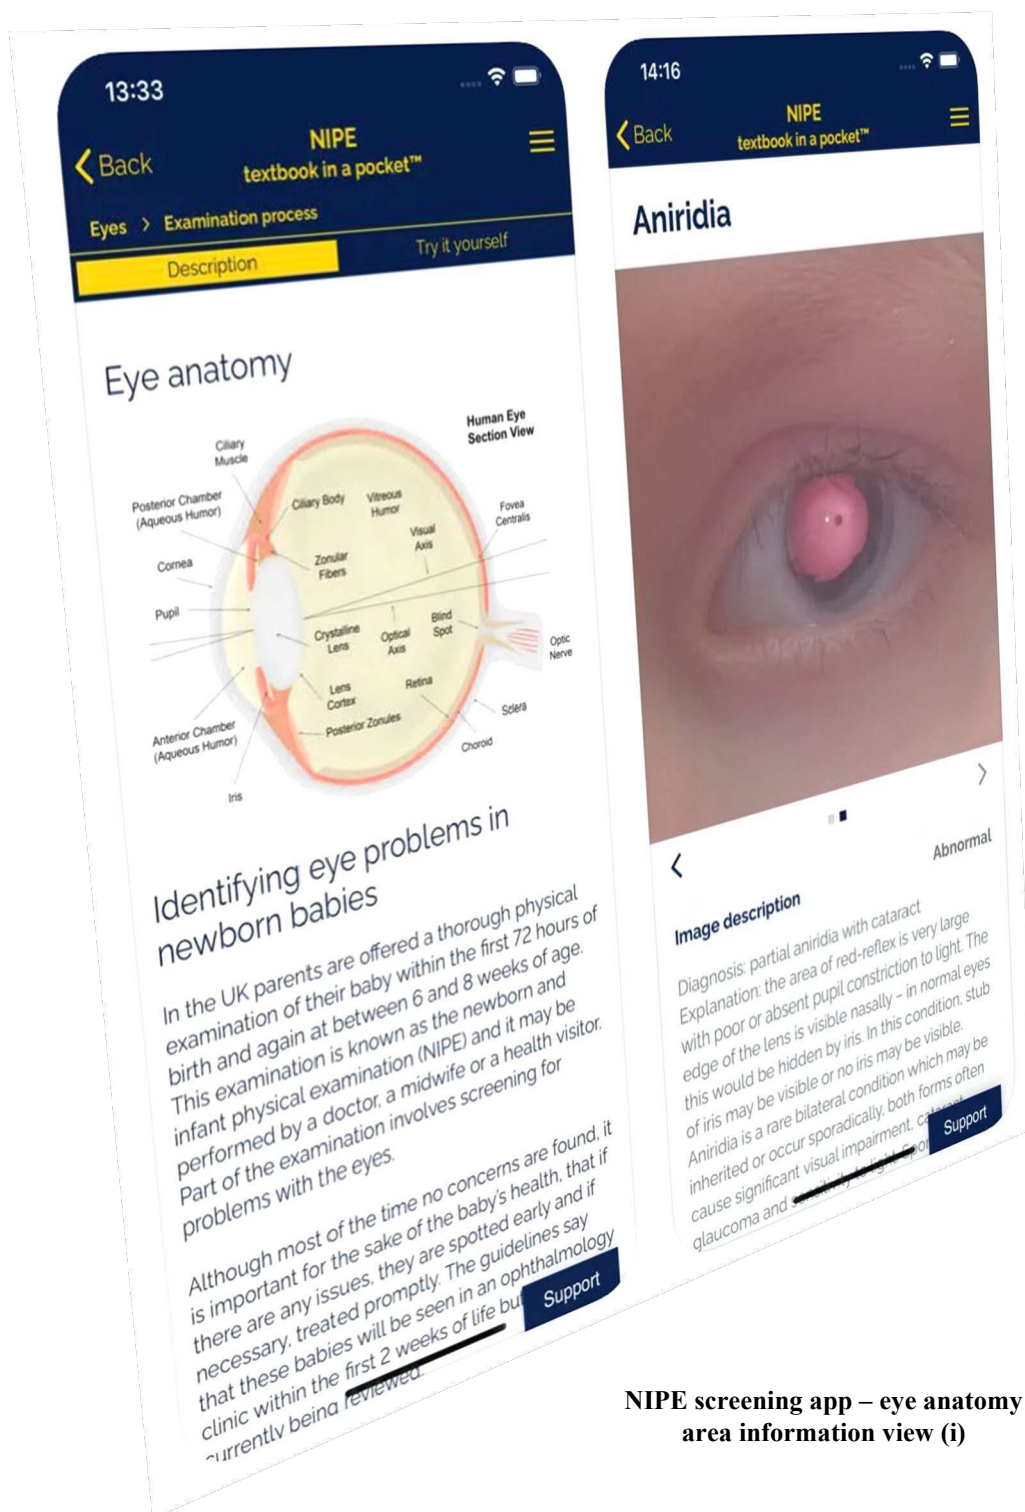 13:33
Back
NIPE
textbook in a pocket™
Eyes > Examination process
Description
Try it yourself
Eye anatomy
Human Eye
Section View
Ciliary
Muscle
Posterior Chamber
(Aqueous Humor)
Ciliary Body
Vitreous
Humor
Fovea
Centralis
Visual
Axis
Cornea
Zonular
Fibers
Pupil
Crystalline
Lens
Optical
Axis
Blind
Spot
Optic
Nerve
Lens
Cortex
Retina
Sclera
Anterior Chamber
(Aqueous Humor)
Posterior Zonules
Choroid
Iris
Identifying eye problems in
newborn babies
In the UK parents are offered a thorough physical
examination of their baby within the first 72 hours of
birth and again at between 6 and 8 weeks of age.
This examination is known as the newborn and
infant physical examination (NIPE) and it may be
performed by a doctor, a midwife or a health visitor.
Part of the examination involves screening for
problems with the eyes.
Although most of the time no concerns are found, it
is important for the sake of the baby's health, that if
there are any issues, they are spotted early and if
necessary, treated promptly. The guidelines say
that these babies will be seen in an ophthalmology
clinic within the first 2 weeks of life
currently being reviewed.
Support
14:16
Back
NIPE
textbook in a pocket™
Aniridia
Abnormal
Image description
Diagnosis: partial aniridia with cataract
Explanation: the area of red-reflex is very large
with poor or absent pupil constriction to light. The
edge of the lens is visible nasally – in normal eyes
this would be hidden by iris. In this condition, stub
of iris may be visible or no iris may be visible.
Aniridia is a rare bilateral condition which may be
inherited or occur sporadically, both forms often
cause significant visual impairment,
glaucoma and
Support
NIPE screening app – eye anatomy
area information view (i)